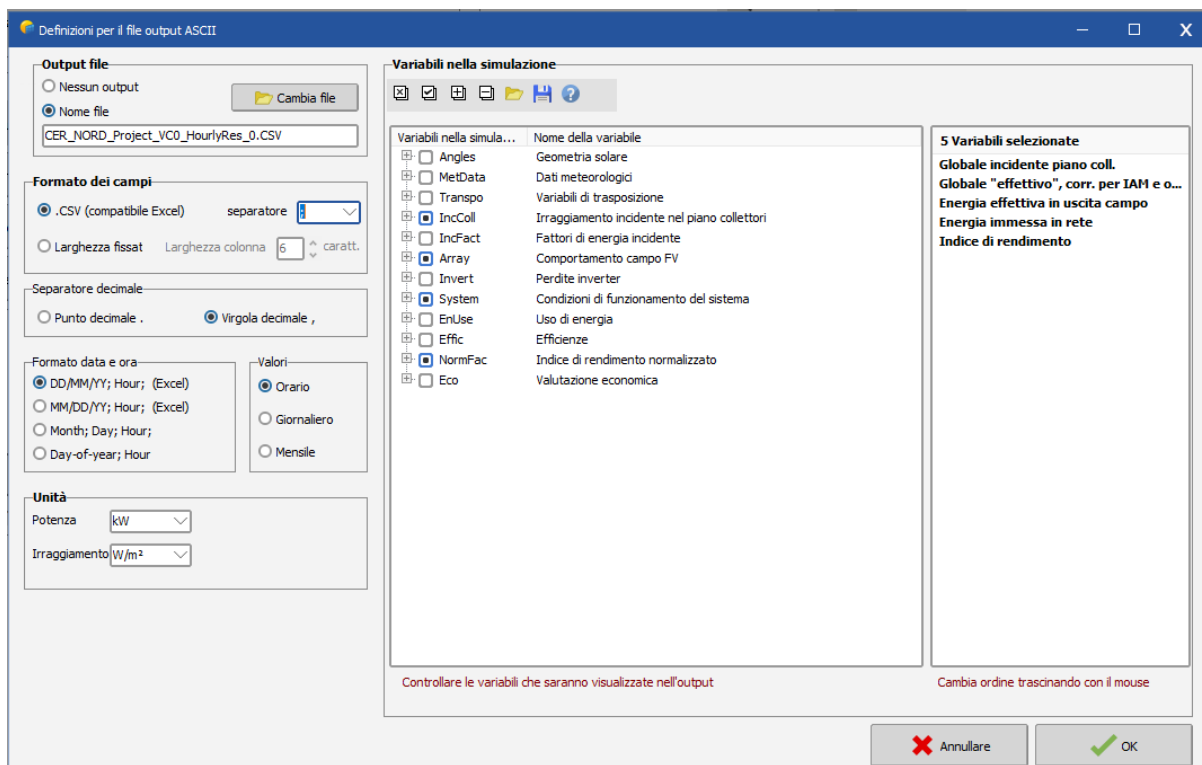 Definizioni per il file output ASCII
X
Output file
Nessun output
Cambia file
Nome file
CER_NORD_Project_VC0_HourlyRes_0.CSV
Formato dei campi
.CSV (compatibile Excel) separatore ;
Larghezza fissat Larghezza colonna 6 caratt.
Separatore decimale
Punto decimale . Virgola decimale ,
Formato data e ora
DD/MM/YY; Hour; (Excel)
MM/DD/YY; Hour; (Excel)
Month; Day; Hour;
Day-of-year; Hour
Valori
Orario
Giornaliero
Mensile
Unità
Potenza kW
Irraggiamento W/m²
Variabili nella simulazione
Variabili nella simula... Nome della variabile
Angles Geometria solare
MetData Dati meteorologici
Transpo Variabili di trasposizione
IncColl Irraggiamento incidente nel piano collettori
IncFact Fattori di energia incidente
Array Comportamento campo FV
Invert Perdite inverter
System Condizioni di funzionamento del sistema
EnUse Uso di energia
Effic Efficienze
NormFac Indice di rendimento normalizzato
Eco Valutazione economica
Controllare le variabili che saranno visualizzate nell'output
5 Variabili selezionate
Globale incidente piano coll.
Globale "effettivo", corr. per IAM e o...
Energia effettiva in uscita campo
Energia immessa in rete
Indice di rendimento
Cambia ordine trascinando con il mouse
Annullare
OK